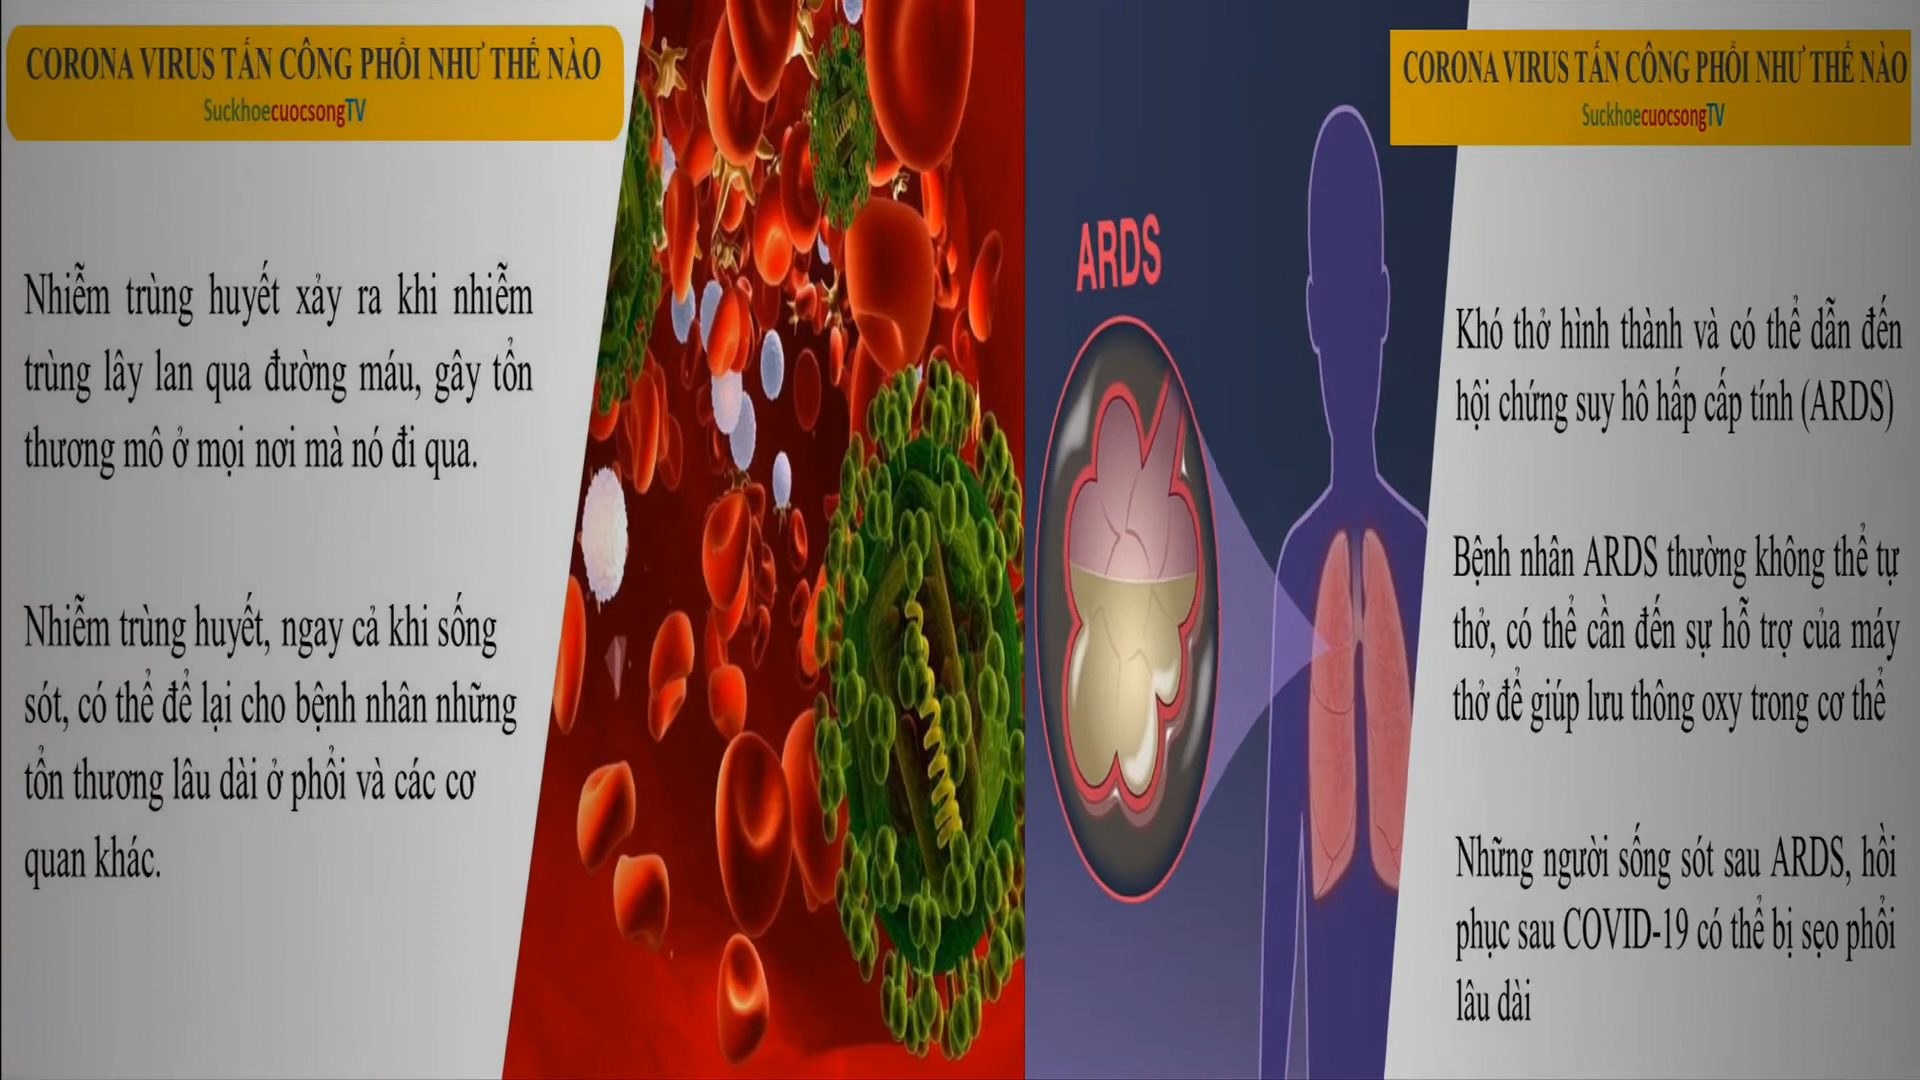 CORONA VIRUS TẤN CÔNG PHỔI NHƯ THẾ NÀO
SuckhoecuocsongTV
Nhiễm trùng huyết xảy ra khi nhiễm
trùng lây lan qua đường máu, gây tổn
thương mô ở mọi nơi mà nó đi qua.
Nhiễm trùng huyết, ngay cả khi sống
sót, có thể để lại cho bệnh nhân những
tổn thương lâu dài ở phổi và các cơ
quan khác.
ARDS
CORONA VIRUS TẤN CÔNG PHỔI NHƯ THẾ NÀO
SuckhoecuocsongTV
Khó thở hình thành và có thể dẫn đến
hội chứng suy hô hấp cấp tính (ARDS)
Bệnh nhân ARDS thường không thể tự
thở, có thể cần đến sự hỗ trợ của máy
thở để giúp lưu thông oxy trong cơ thể
Những người sống sót sau ARDS, hồi
phục sau COVID-19 có thể bị sẹo phổi
lâu dài